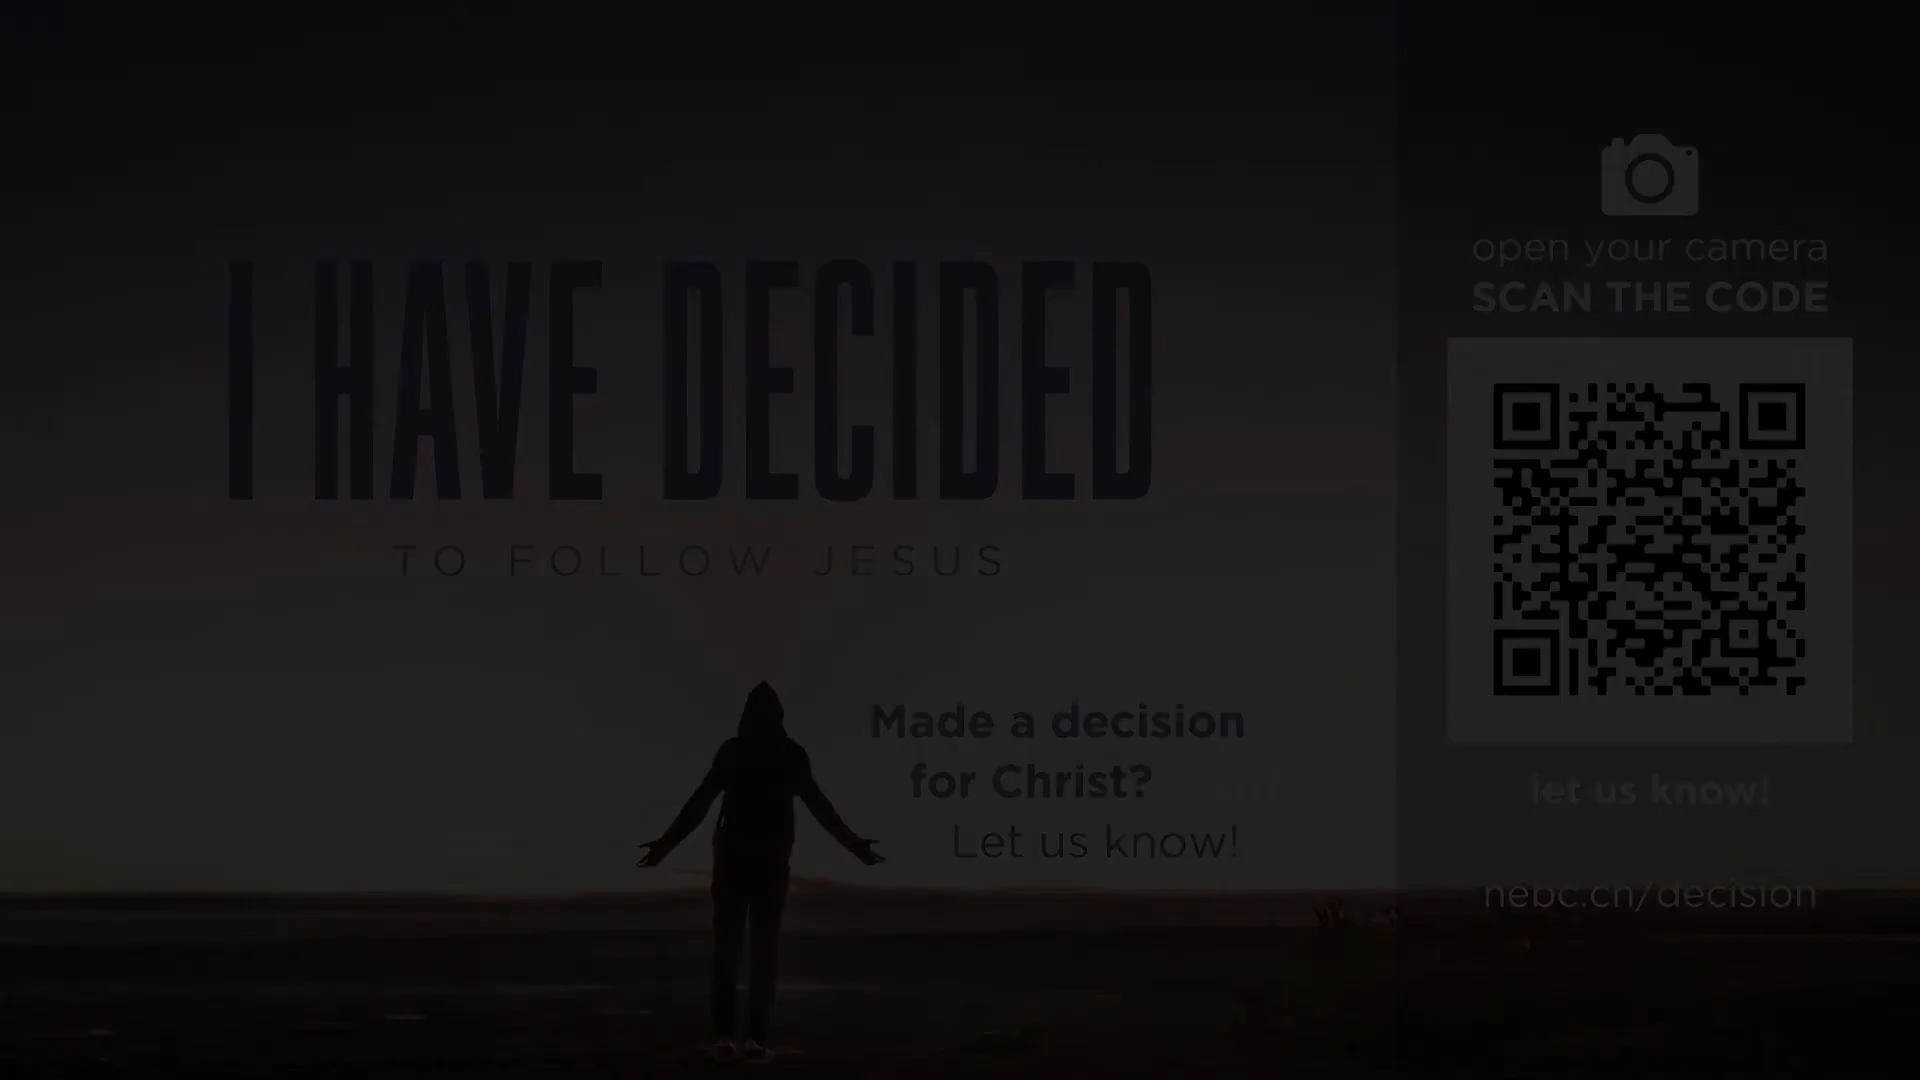 I HAVE DECIDED
TO FOLLOW JESUS
Made a decision
for Christ?
Let us know!
open your camera
SCAN THE CODE
let us know!
nebc.cn/decision